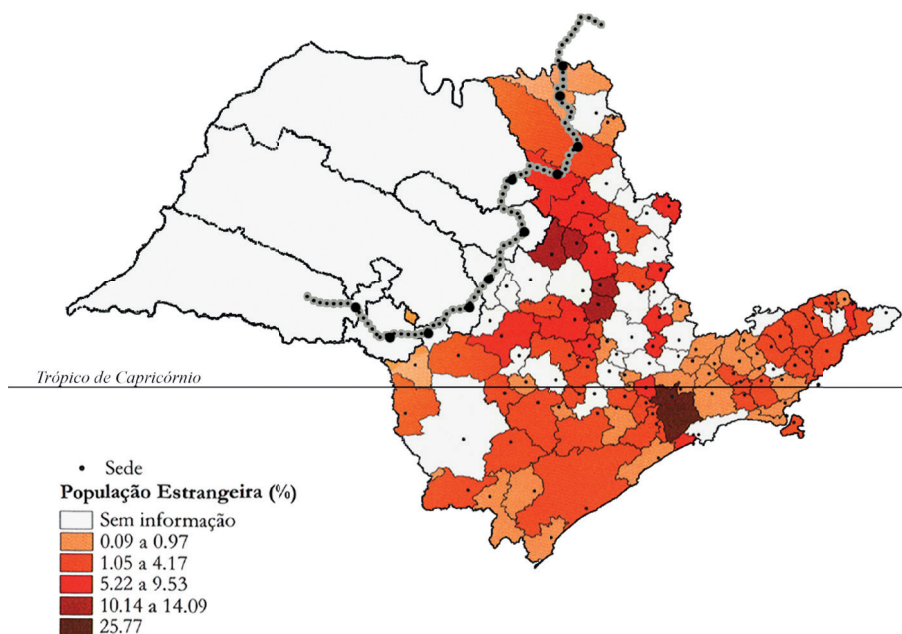 Trópico de Capricórnio
Sede
População Estrangeira (%)
Sem informação
0.09 a 0.97
1.05 a 4.17
5.22 a 9.53
10.14 a 14.09
25.77